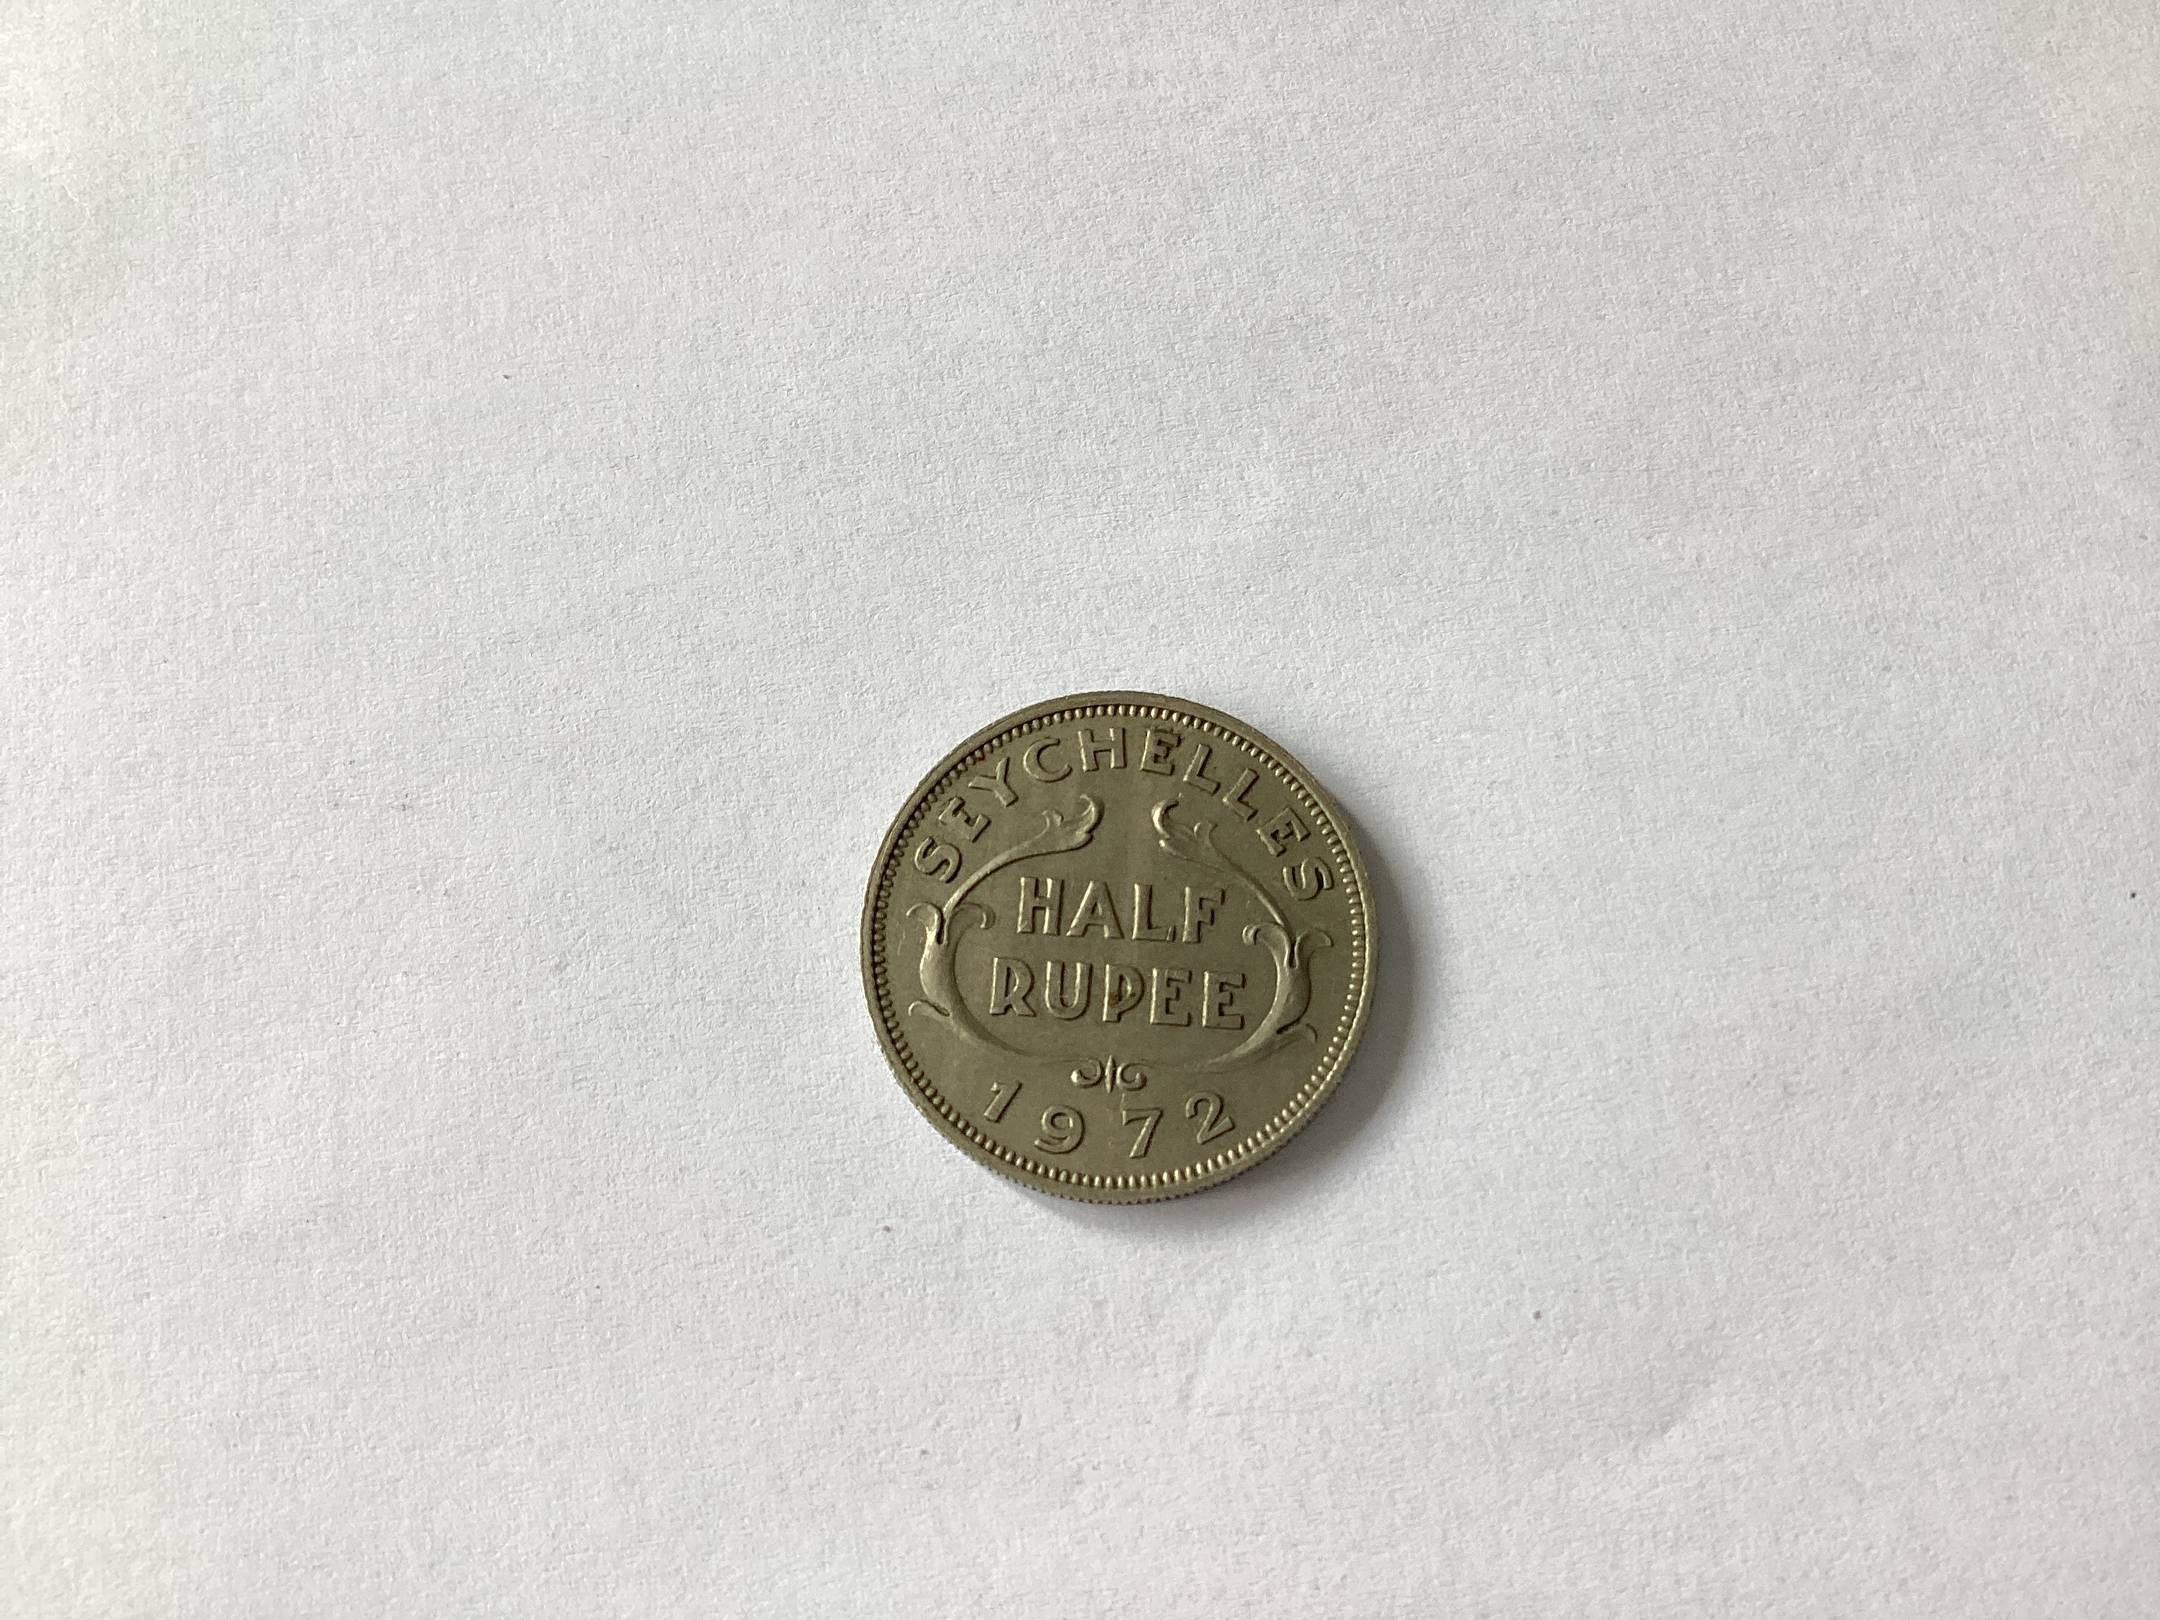 SEYCHELLES
HALF
RUPEE
1972